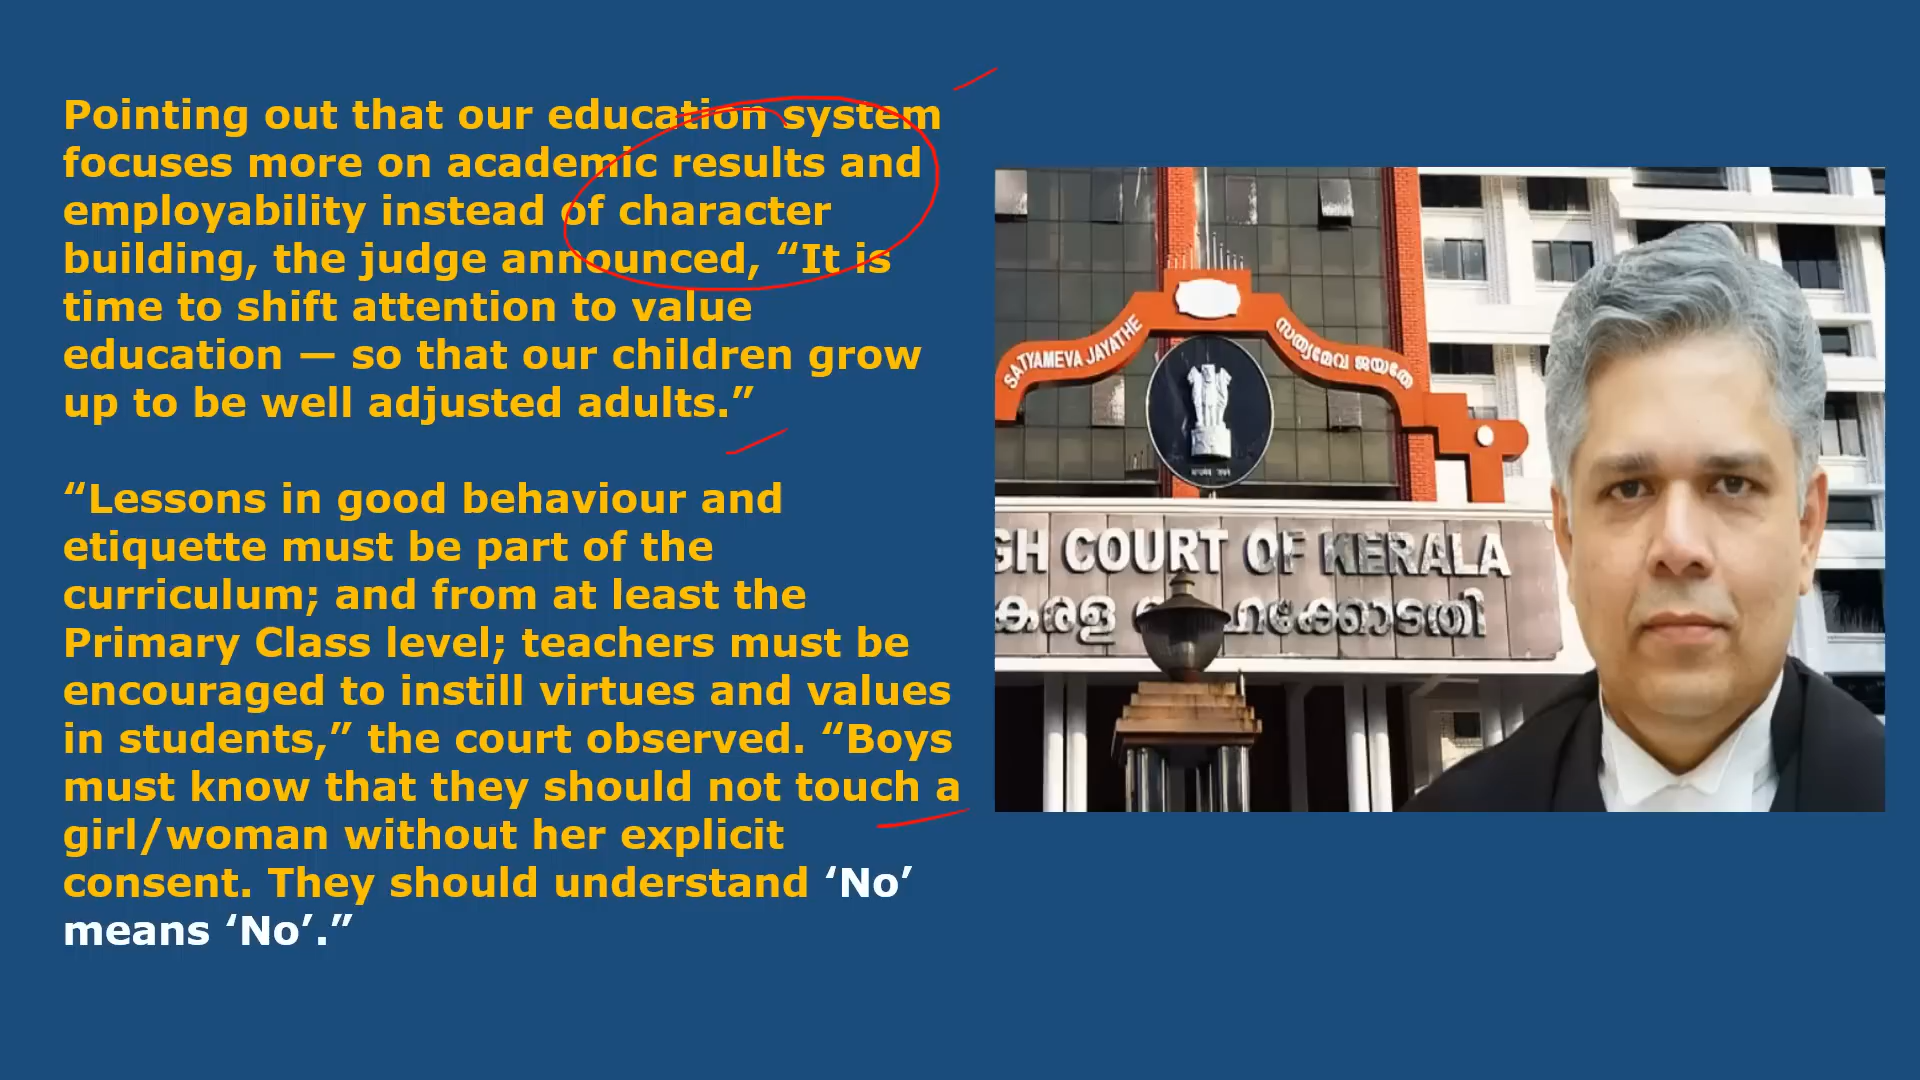 Pointing out that our education system
focuses more on academic results and
employability instead of character
building, the judge announced, “It is
time to shift attention to value
education — so that our children grow
up to be well adjusted adults.”
“Lessons in good behaviour and
etiquette must be part of the
curriculum; and from at least the
Primary Class level; teachers must be
encouraged to instill virtues and values
in students,” the court observed. “Boys
must know that they should not touch a
girl/woman without her explicit
consent. They should understand ‘No’
means ‘No’.”
SATYAMEVA JAYATHE
സത്യമേവ ജയതേ
GH COURT OF KERALA
കേരള